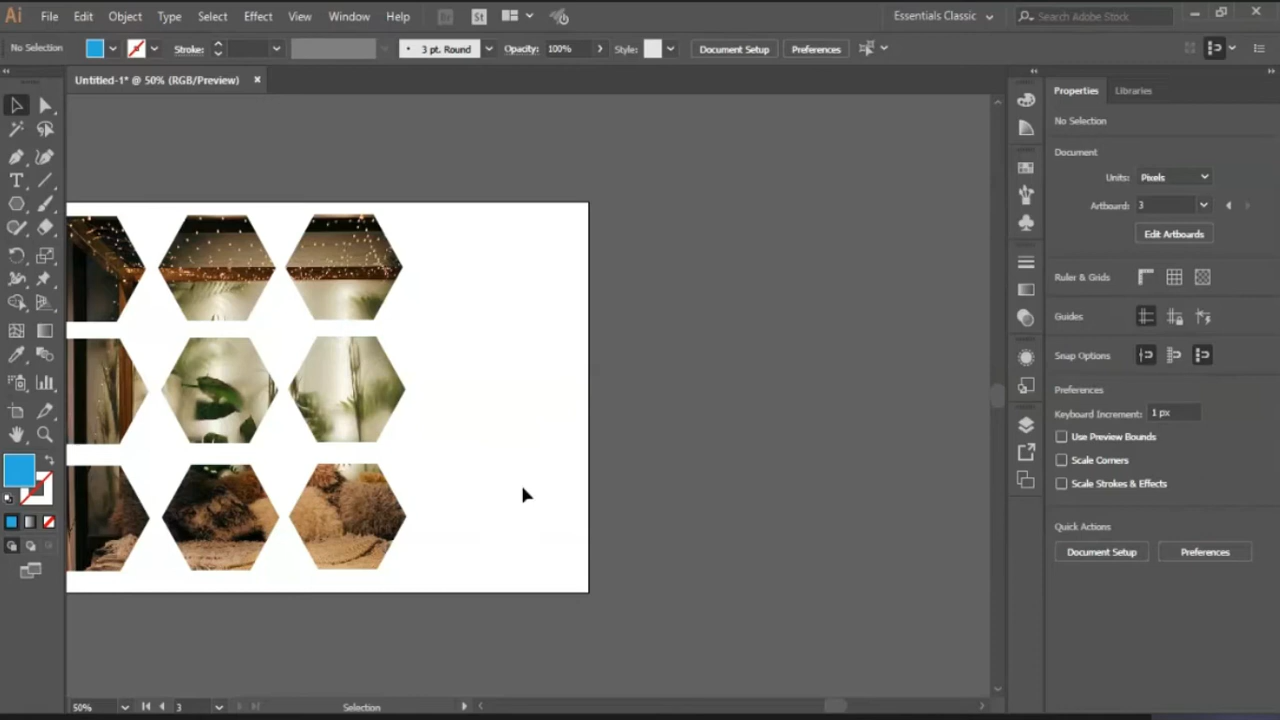 Ai File Edit Object Type Select Effect View Window Help Br St Essentials Classic Search Adobe Stock
No Selection Stroke: 3 pt. Round Opacity: 100% Style: Document Setup Preferences
Untitled-1* @ 50% (RGB/Preview)
Properties Libraries
No Selection
Document
Units: Pixels
Artboard: 3
Edit Artboards
Ruler & Grids
Guides
Snap Options
Preferences
Keyboard Increment: 1 px
Use Preview Bounds
Scale Corners
Scale Strokes & Effects
Quick Actions
Document Setup Preferences
50% 3 Selection